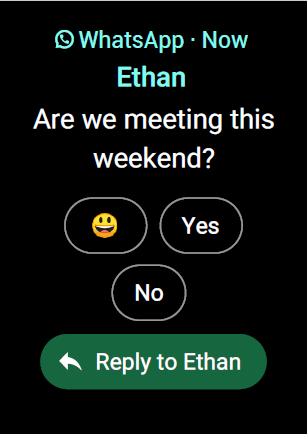 WhatsApp · Now
Ethan
Are we meeting this
weekend?
😃 Yes
No
Reply to Ethan